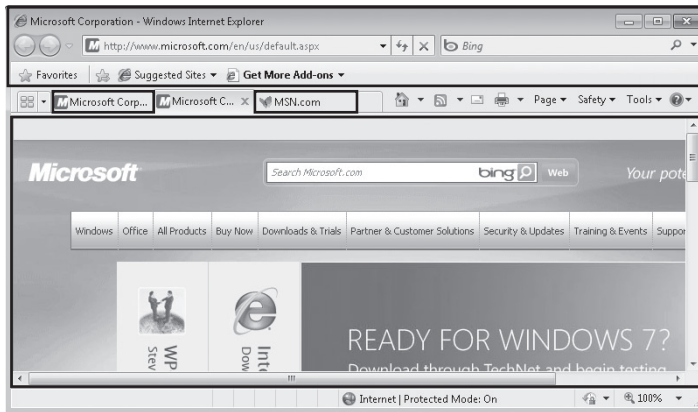 Microsoft Corporation - Windows Internet Explorer
http://www.microsoft.com/en/us/default.aspx
Bing
Favorites Suggested Sites Get More Add-ons
Microsoft Corp... Microsoft C... X MSN.com Page Safety Tools
Microsoft
Search Microsoft.com bing Web Your pote
Windows Office All Products Buy Now Downloads & Trials Partner & Customer Solutions Security & Updates Training & Events Suppor
WP
Stev
Inte
Dow
READY FOR WINDOWS 7?
Download through TechNet and begin testing
Internet | Protected Mode: On 100%